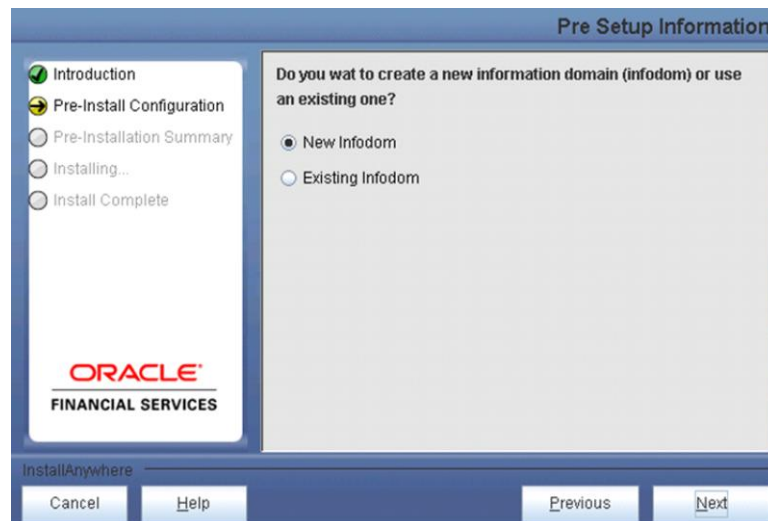 Pre Setup Information
Introduction
Pre-Install Configuration
Pre-Installation Summary
Installing...
Install Complete
ORACLE
FINANCIAL SERVICES
Do you wat to create a new information domain (infodom) or use
an existing one?
New Infodom
Existing Infodom
InstallAnywhere
Cancel
Help
Previous
Next